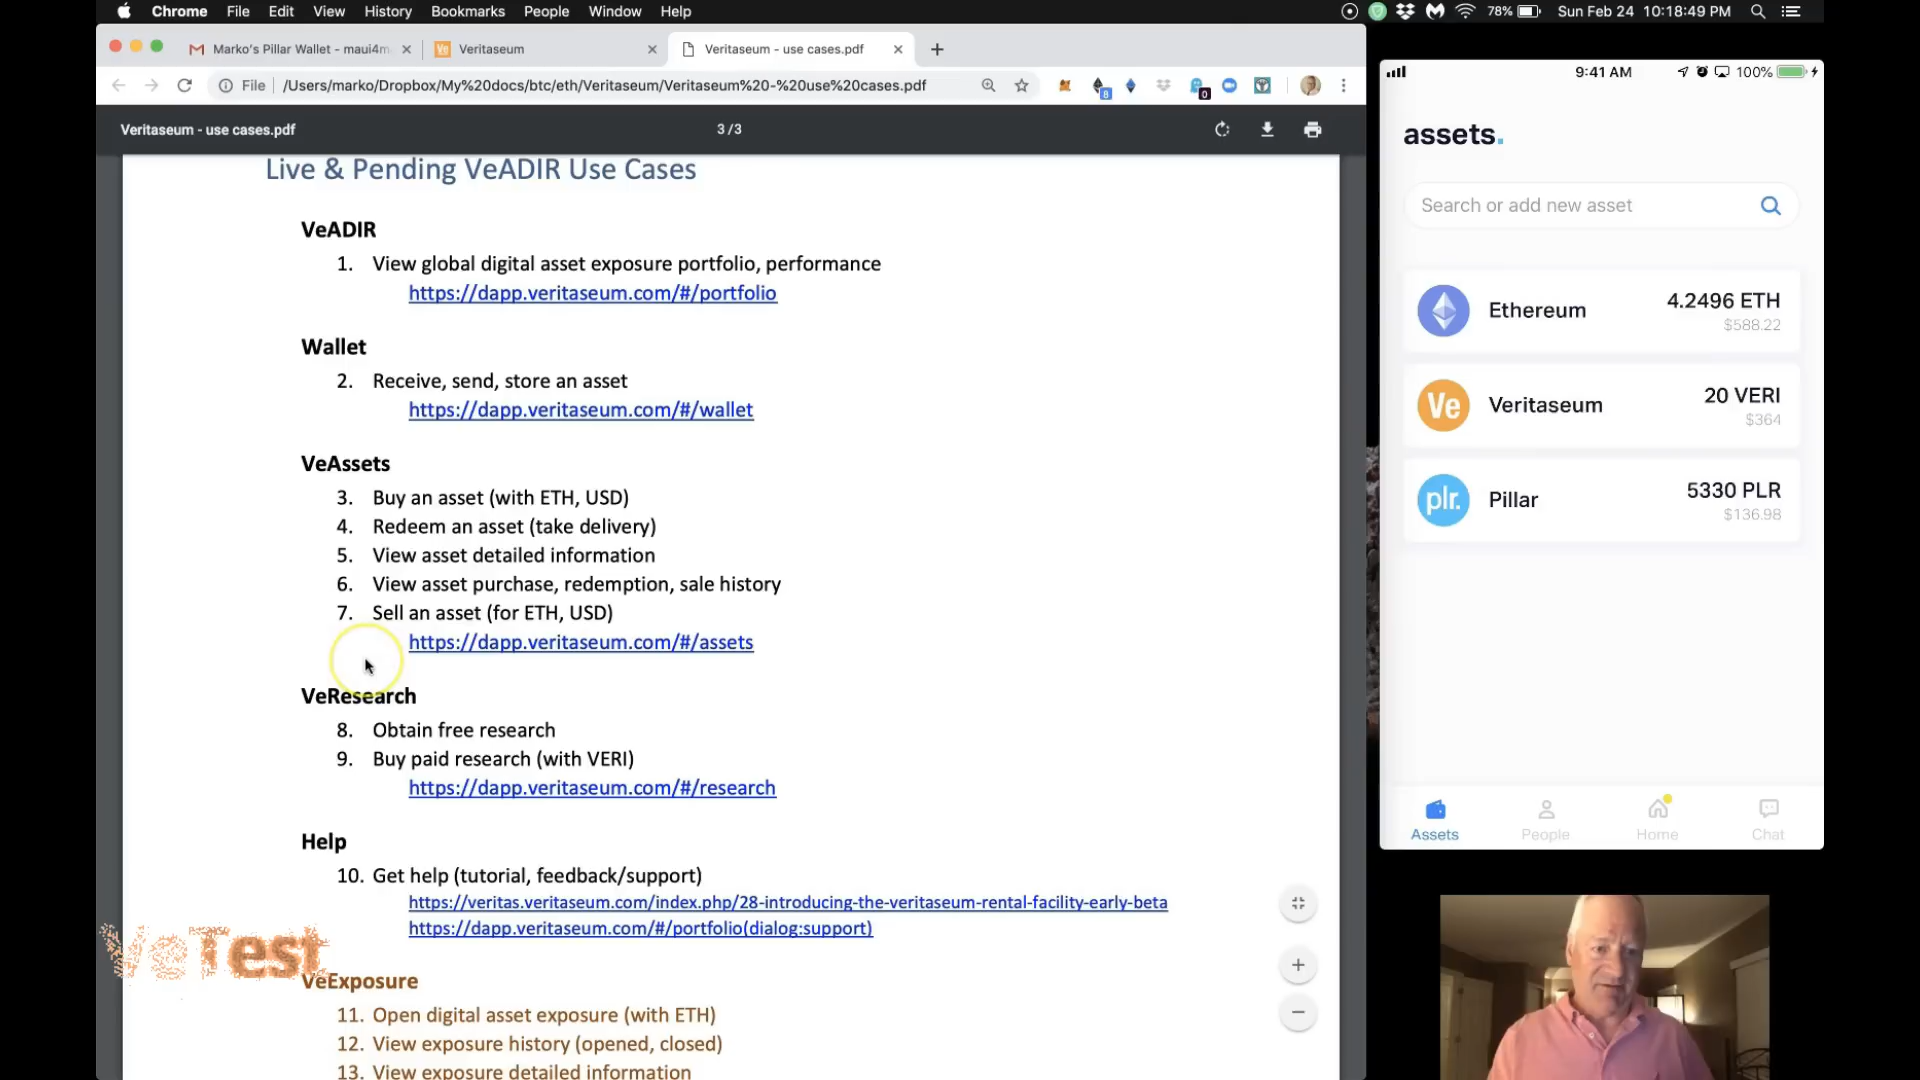 Chrome File Edit View History Bookmarks People Window Help 78% Sun Feb 24 10:18:49 PM
Marko's Pillar Wallet - maui4m
Veritaseum
Veritaseum - use cases.pdf
File /Users/marko/Dropbox/My%20docs/btc/eth/Veritaseum/Veritaseum%20-%20use%20cases.pdf
8
0
Veritaseum - use cases.pdf
3 / 3
Live & Pending VeADIR Use Cases
VeADIR
1. View global digital asset exposure portfolio, performance
https://dapp.veritaseum.com/#/portfolio
Wallet
2. Receive, send, store an asset
https://dapp.veritaseum.com/#/wallet
VeAssets
3. Buy an asset (with ETH, USD)
4. Redeem an asset (take delivery)
5. View asset detailed information
6. View asset purchase, redemption, sale history
7. Sell an asset (for ETH, USD)
https://dapp.veritaseum.com/#/assets
VeResearch
8. Obtain free research
9. Buy paid research (with VERI)
https://dapp.veritaseum.com/#/research
Help
10. Get help (tutorial, feedback/support)
https://veritas.veritaseum.com/index.php/28-introducing-the-veritaseum-rental-facility-early-beta
https://dapp.veritaseum.com/#/portfolio(dialog:support)
VeTest
VeExposure
11. Open digital asset exposure (with ETH)
12. View exposure history (opened, closed)
13. View exposure detailed information
9:41 AM 100%
assets.
Search or add new asset
Ethereum
4.2496 ETH
$588.22
Ve
Veritaseum
20 VERI
$364
plr.
Pillar
5330 PLR
$136.98
Assets People Home Chat